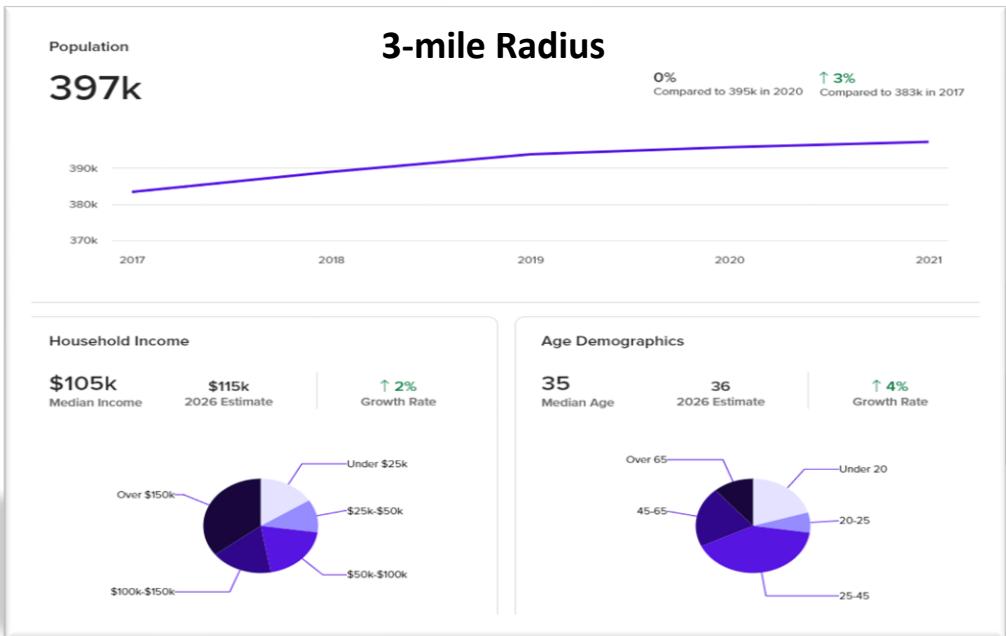 3-mile Radius
Population
397k
0%
Compared to 395k in 2020
↑ 3%
Compared to 383k in 2017
390k
380k
370k
2017 2018 2019 2020 2021
Household Income
$105k
Median Income
$115k
2026 Estimate
↑ 2%
Growth Rate
Under $25k
Over $150k
$25k-$50k
$50k-$100k
$100k-$150k
Age Demographics
35
Median Age
36
2026 Estimate
↑ 4%
Growth Rate
Over 65
Under 20
45-65
20-25
25-45